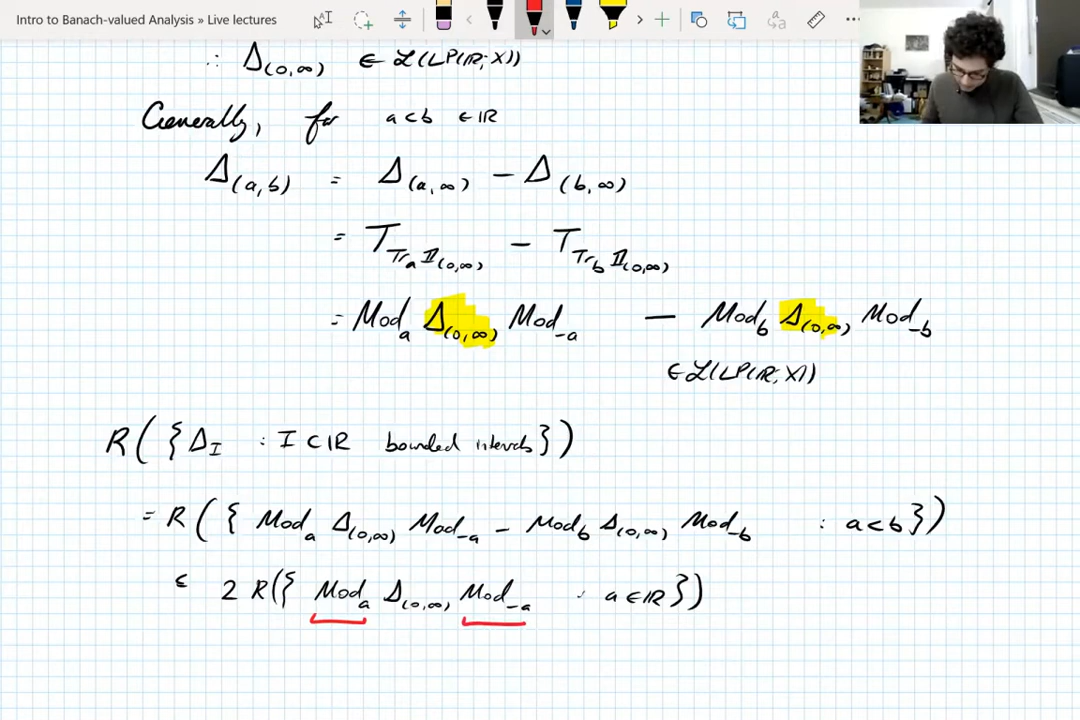 Intro to Banach-valued Analysis » Live lectures
∴ Δ_(0,∞) ∈ ℒ(L^p(ℝ;X))
Generally, for a<b ∈ ℝ
Δ_(a,b) = Δ_(a,∞) − Δ_(b,∞)
= T_{Tr_a 𝟙_(0,∞)} − T_{Tr_b 𝟙_(0,∞)}
= Mod_a Δ_(0,∞) Mod_-a − Mod_b Δ_(0,∞) Mod_-b
∈ ℒ(L^p(ℝ;X))
R({Δ_I : I ⊂ ℝ bounded intervals})
= R({ Mod_a Δ_(0,∞) Mod_-a − Mod_b Δ_(0,∞) Mod_-b : a<b })
≤ 2 R({ Mod_a Δ_(0,∞) Mod_-a : a ∈ ℝ })